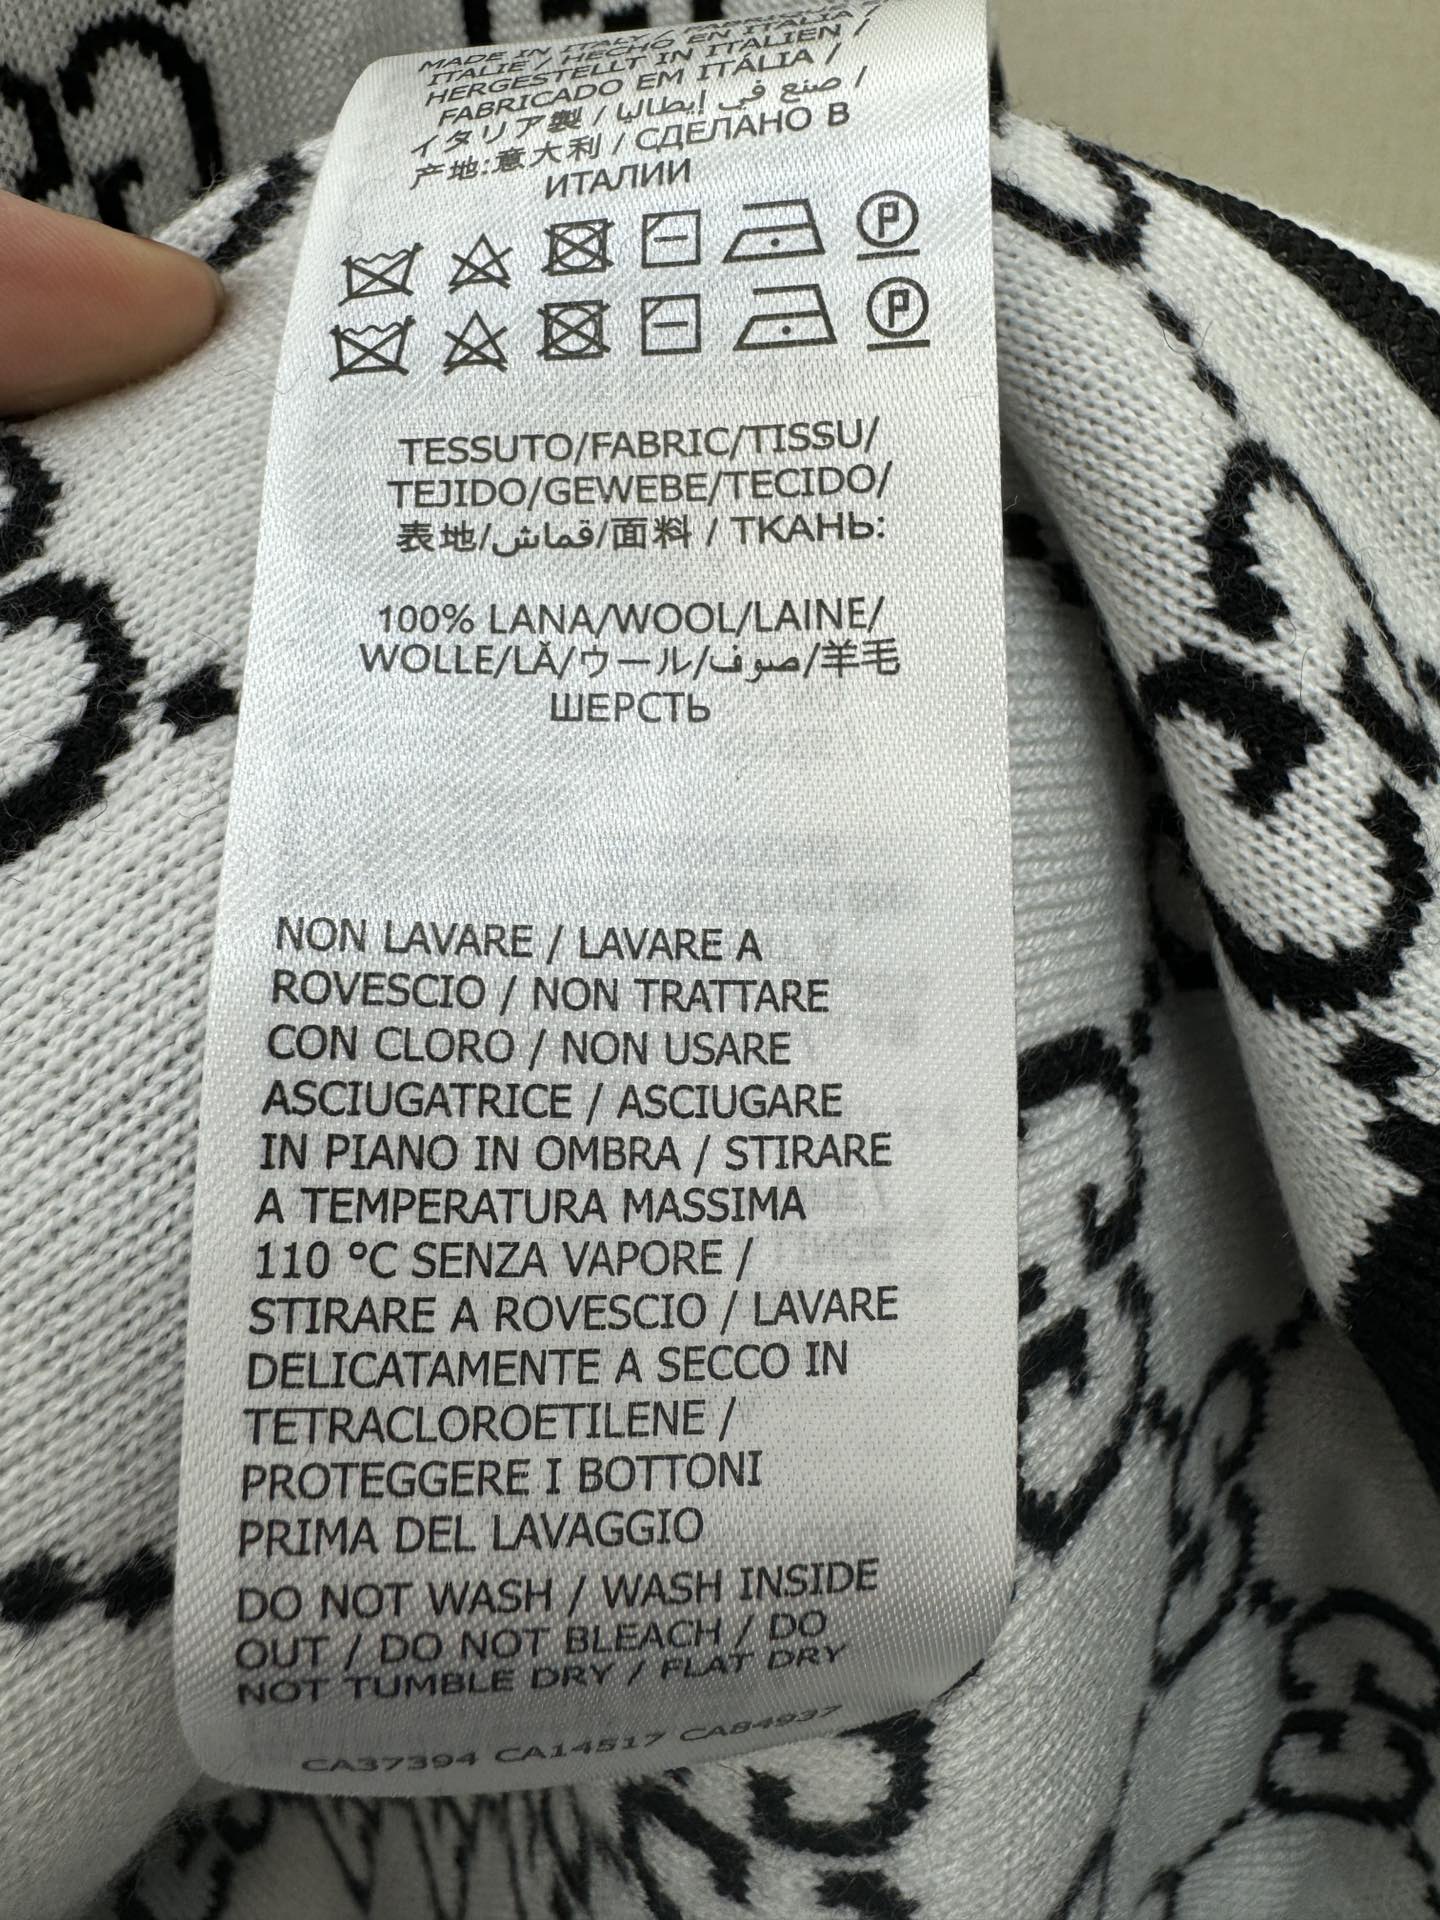 MADE IN ITALY / FABRIQUÉ EN
ITALIE / HECHO EN ITALIA /
HERGESTELLT IN ITALIEN /
FABRICADO EM ITÁLIA /
イタリア製 / صنع في إيطاليا /
产地:意大利 / СДЕЛАНО В
ИТАЛИИ
P
P
TESSUTO/FABRIC/TISSU/
TEJIDO/GEWEBE/TECIDO/
表地/قماش/面料 / ТКАНЬ:
100% LANA/WOOL/LAINE/
WOLLE/LÃ/ウール/صوف/羊毛
ШЕРСТЬ
NON LAVARE / LAVARE A
ROVESCIO / NON TRATTARE
CON CLORO / NON USARE
ASCIUGATRICE / ASCIUGARE
IN PIANO IN OMBRA / STIRARE
A TEMPERATURA MASSIMA
110 °C SENZA VAPORE /
STIRARE A ROVESCIO / LAVARE
DELICATAMENTE A SECCO IN
TETRACLOROETILENE /
PROTEGGERE I BOTTONI
PRIMA DEL LAVAGGIO
DO NOT WASH / WASH INSIDE
OUT / DO NOT BLEACH / DO
NOT TUMBLE DRY / FLAT DRY
CA37394 CA14517 CA84937